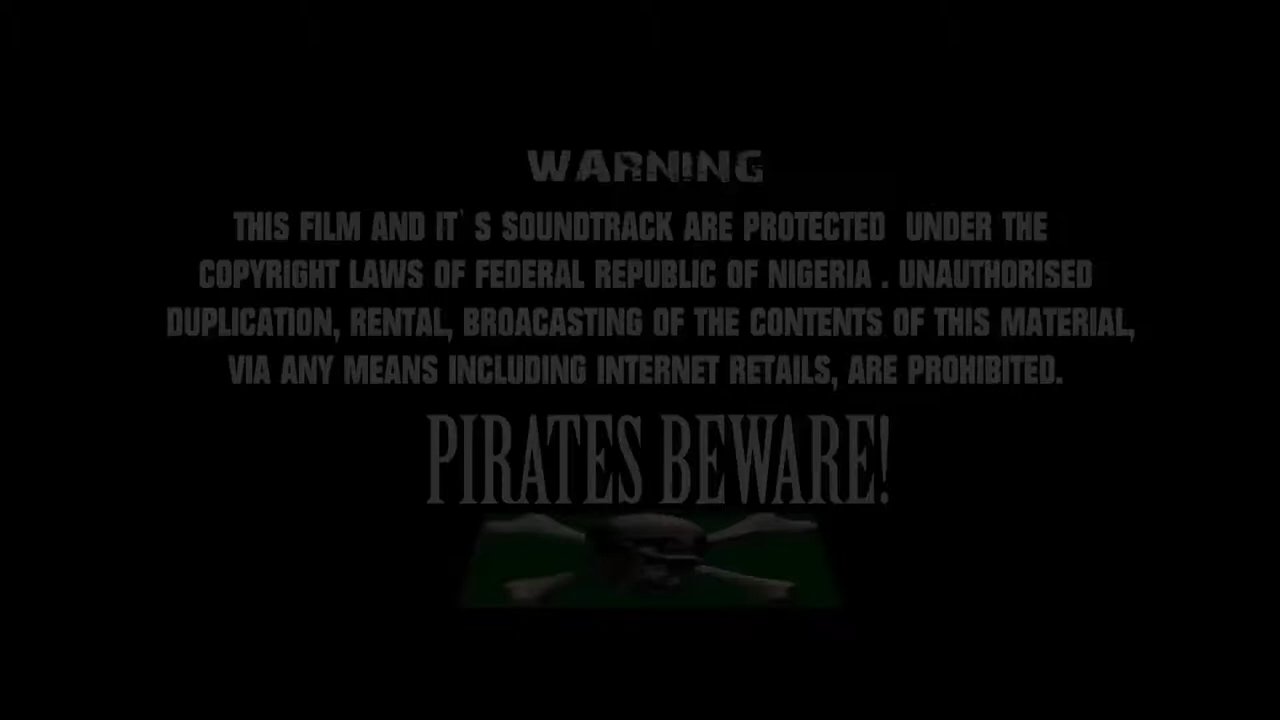 WARNING
THIS FILM AND IT' S SOUNDTRACK ARE PROTECTED  UNDER THE
COPYRIGHT LAWS OF FEDERAL REPUBLIC OF NIGERIA . UNAUTHORISED
DUPLICATION, RENTAL, BROACASTING OF THE CONTENTS OF THIS MATERIAL,
VIA ANY MEANS INCLUDING INTERNET RETAILS, ARE PROHIBITED.
PIRATES BEWARE!